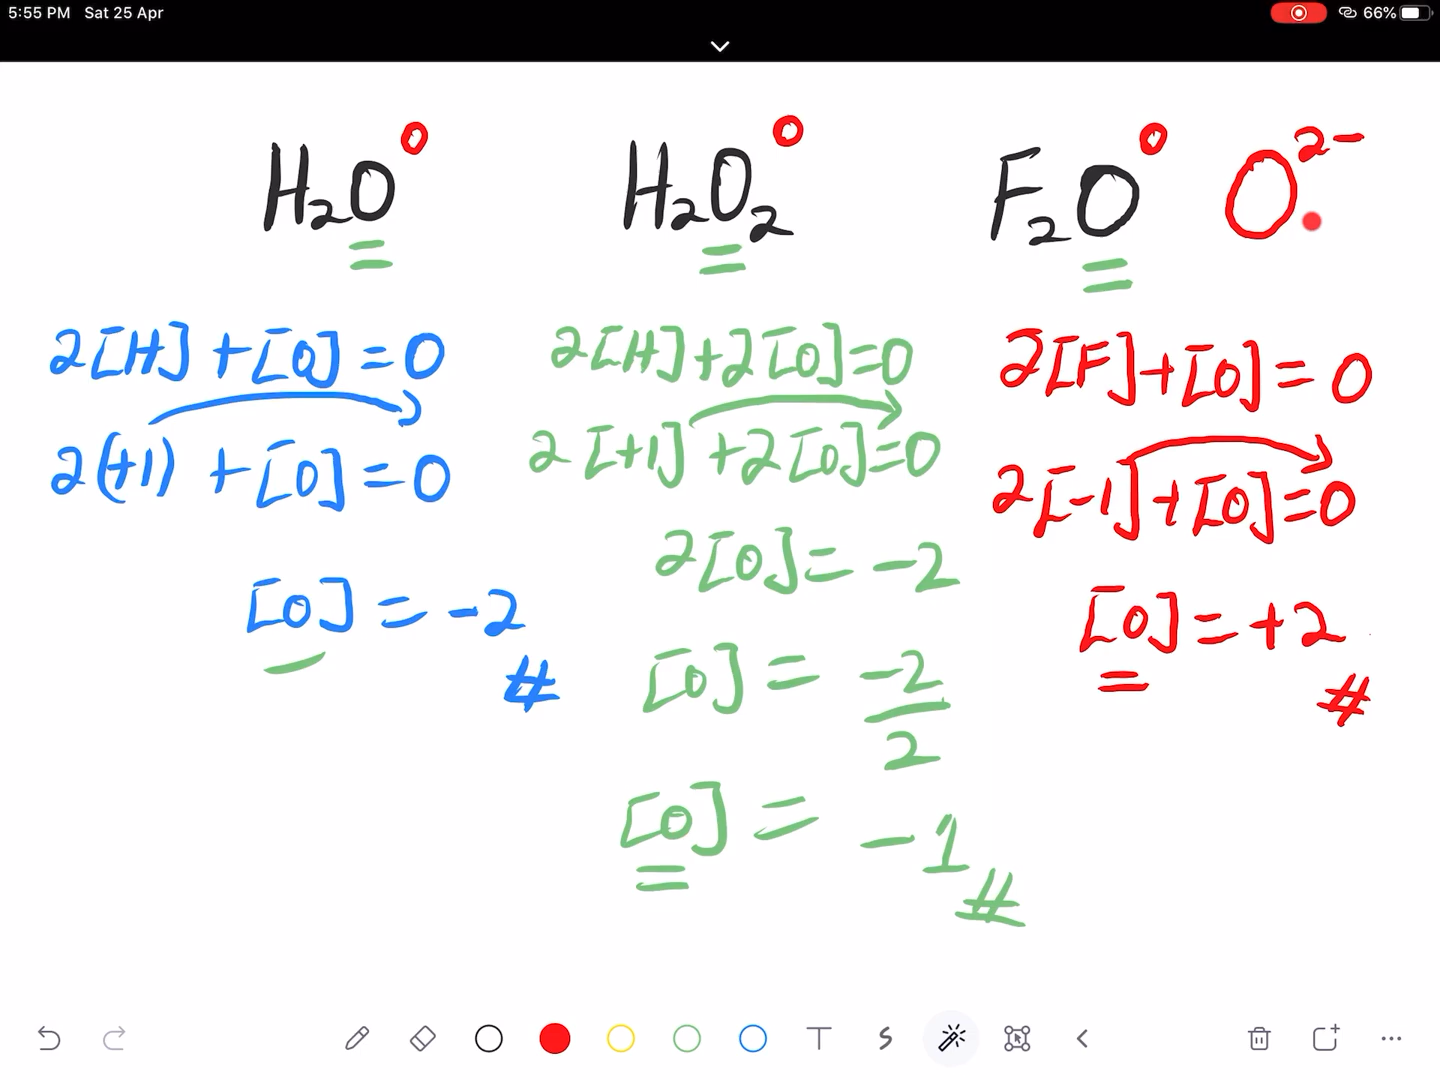 5:55 PM Sat 25 Apr
66%
H₂O⁰
H₂O₂⁰
F₂O⁰
O²⁻
2[H] + [O] = 0
2(+1) + [O] = 0
[O] = -2
#
2[H] + 2[O] = 0
2[+1] + 2[O] = 0
2[O] = -2
[O] = -2/2
[O] = -1
#
2[F] + [O] = 0
2[-1] + [O] = 0
[O] = +2
#
T